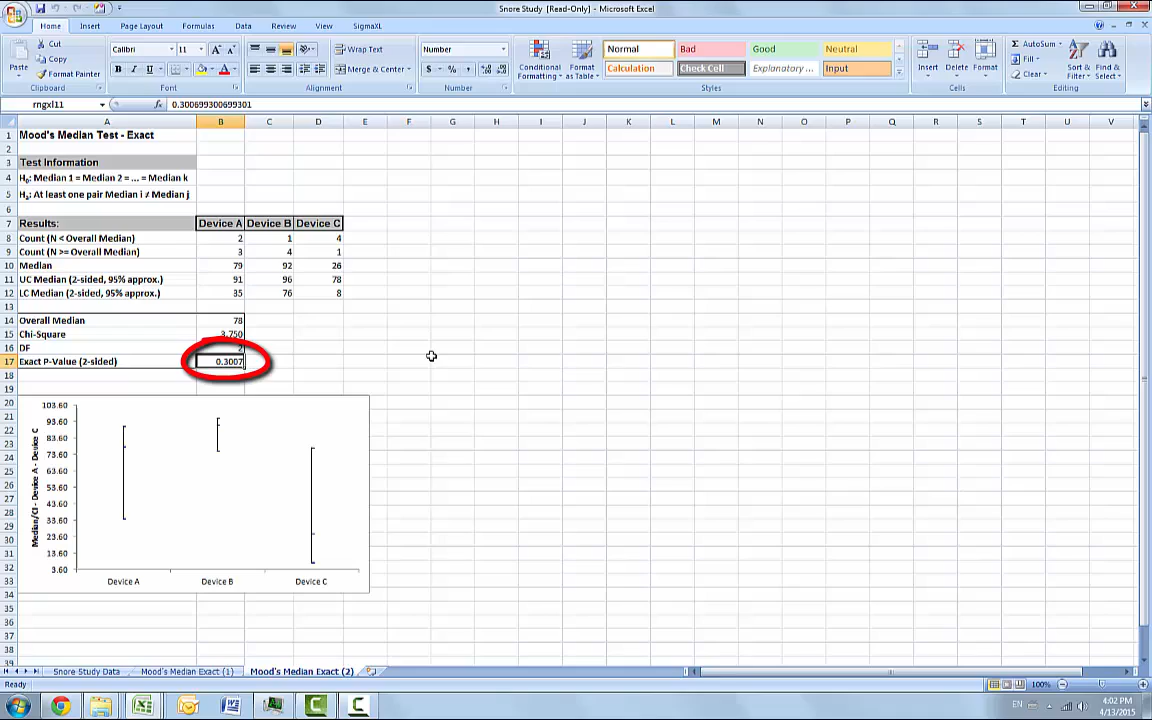 Snore Study [Read-Only] - Microsoft Excel
Home Insert Page Layout Formulas Data Review View SigmaXL
Cut
Copy
Format Painter
Paste
Clipboard
Calibri 11
B I U
Font
Wrap Text
Merge & Center
Alignment
Number
$ % ,
Number
Conditional Formatting
Format as Table
Normal Bad Good Neutral
Calculation Check Cell Explanatory ... Input
Styles
Insert Delete Format
Cells
AutoSum
Fill
Clear
Sort & Filter
Find & Select
Editing
rngxl11 fx 0.300699300699301
A B C D E F G H I J K L M N O P Q R S T U V
1 Mood's Median Test - Exact
2
3 Test Information
4 H0: Median 1 = Median 2 = ... = Median k
5 Ha: At least one pair Median i ≠ Median j
6
7 Results: Device A Device B Device C
8 Count (N < Overall Median) 2 1 4
9 Count (N >= Overall Median) 3 4 1
10 Median 79 92 26
11 UC Median (2-sided, 95% approx.) 91 96 78
12 LC Median (2-sided, 95% approx.) 35 76 8
13
14 Overall Median 78
15 Chi-Square 3.750
16 DF 2
17 Exact P-Value (2-sided) 0.3007
18
19
20
21
22
23
24
25
26
27
28
29
30
31
32
33
34
35
36
37
38
39
103.60
93.60
83.60
73.60
63.60
53.60
43.60
33.60
23.60
13.60
3.60
Median/CI - Device A - Device C
Device A Device B Device C
Snore Study Data Mood's Median Exact (1) Mood's Median Exact (2)
Ready 100%
EN 4:02 PM
4/13/2015